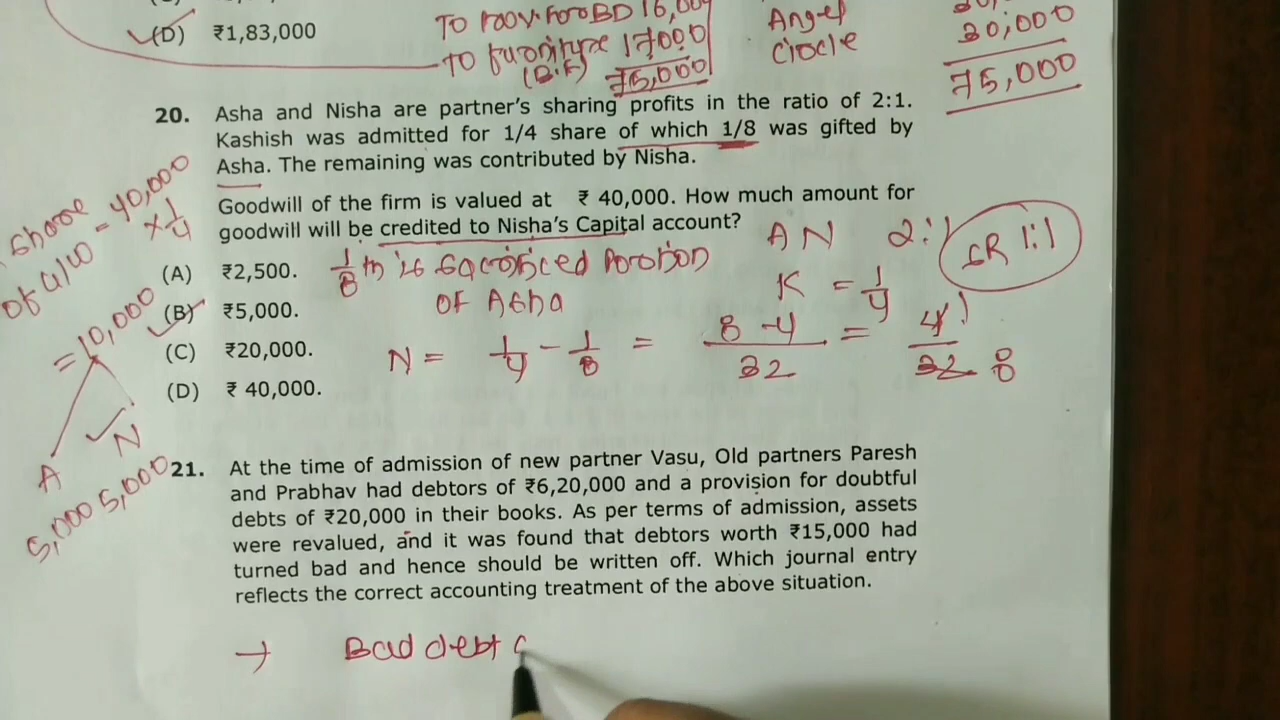 (D) ₹1,83,000
To prov. for BD 16,000
To furniture 17000
(B.F) 75,000
Angel
circle
30,000
75,000
20. Asha and Nisha are partner's sharing profits in the ratio of 2:1.
Kashish was admitted for 1/4 share of which 1/8 was gifted by
Asha. The remaining was contributed by Nisha.
Goodwill of the firm is valued at ₹ 40,000. How much amount for
goodwill will be credited to Nisha's Capital account?
(A) ₹2,500.
(B) ₹5,000.
(C) ₹20,000.
(D) ₹ 40,000.
share
of G/W = 40,000
× 1/4
= 10,000
A N
5,000 5,000
1/8 th is sacrificed portion
of Asha
A N 2:1
SR 1:1
K = 1/4
N = 1/4 - 1/8 = 8-4/32 = 4/32 1/8
21. At the time of admission of new partner Vasu, Old partners Paresh
and Prabhav had debtors of ₹6,20,000 and a provision for doubtful
debts of ₹20,000 in their books. As per terms of admission, assets
were revalued, and it was found that debtors worth ₹15,000 had
turned bad and hence should be written off. Which journal entry
reflects the correct accounting treatment of the above situation.
→ Bad debt